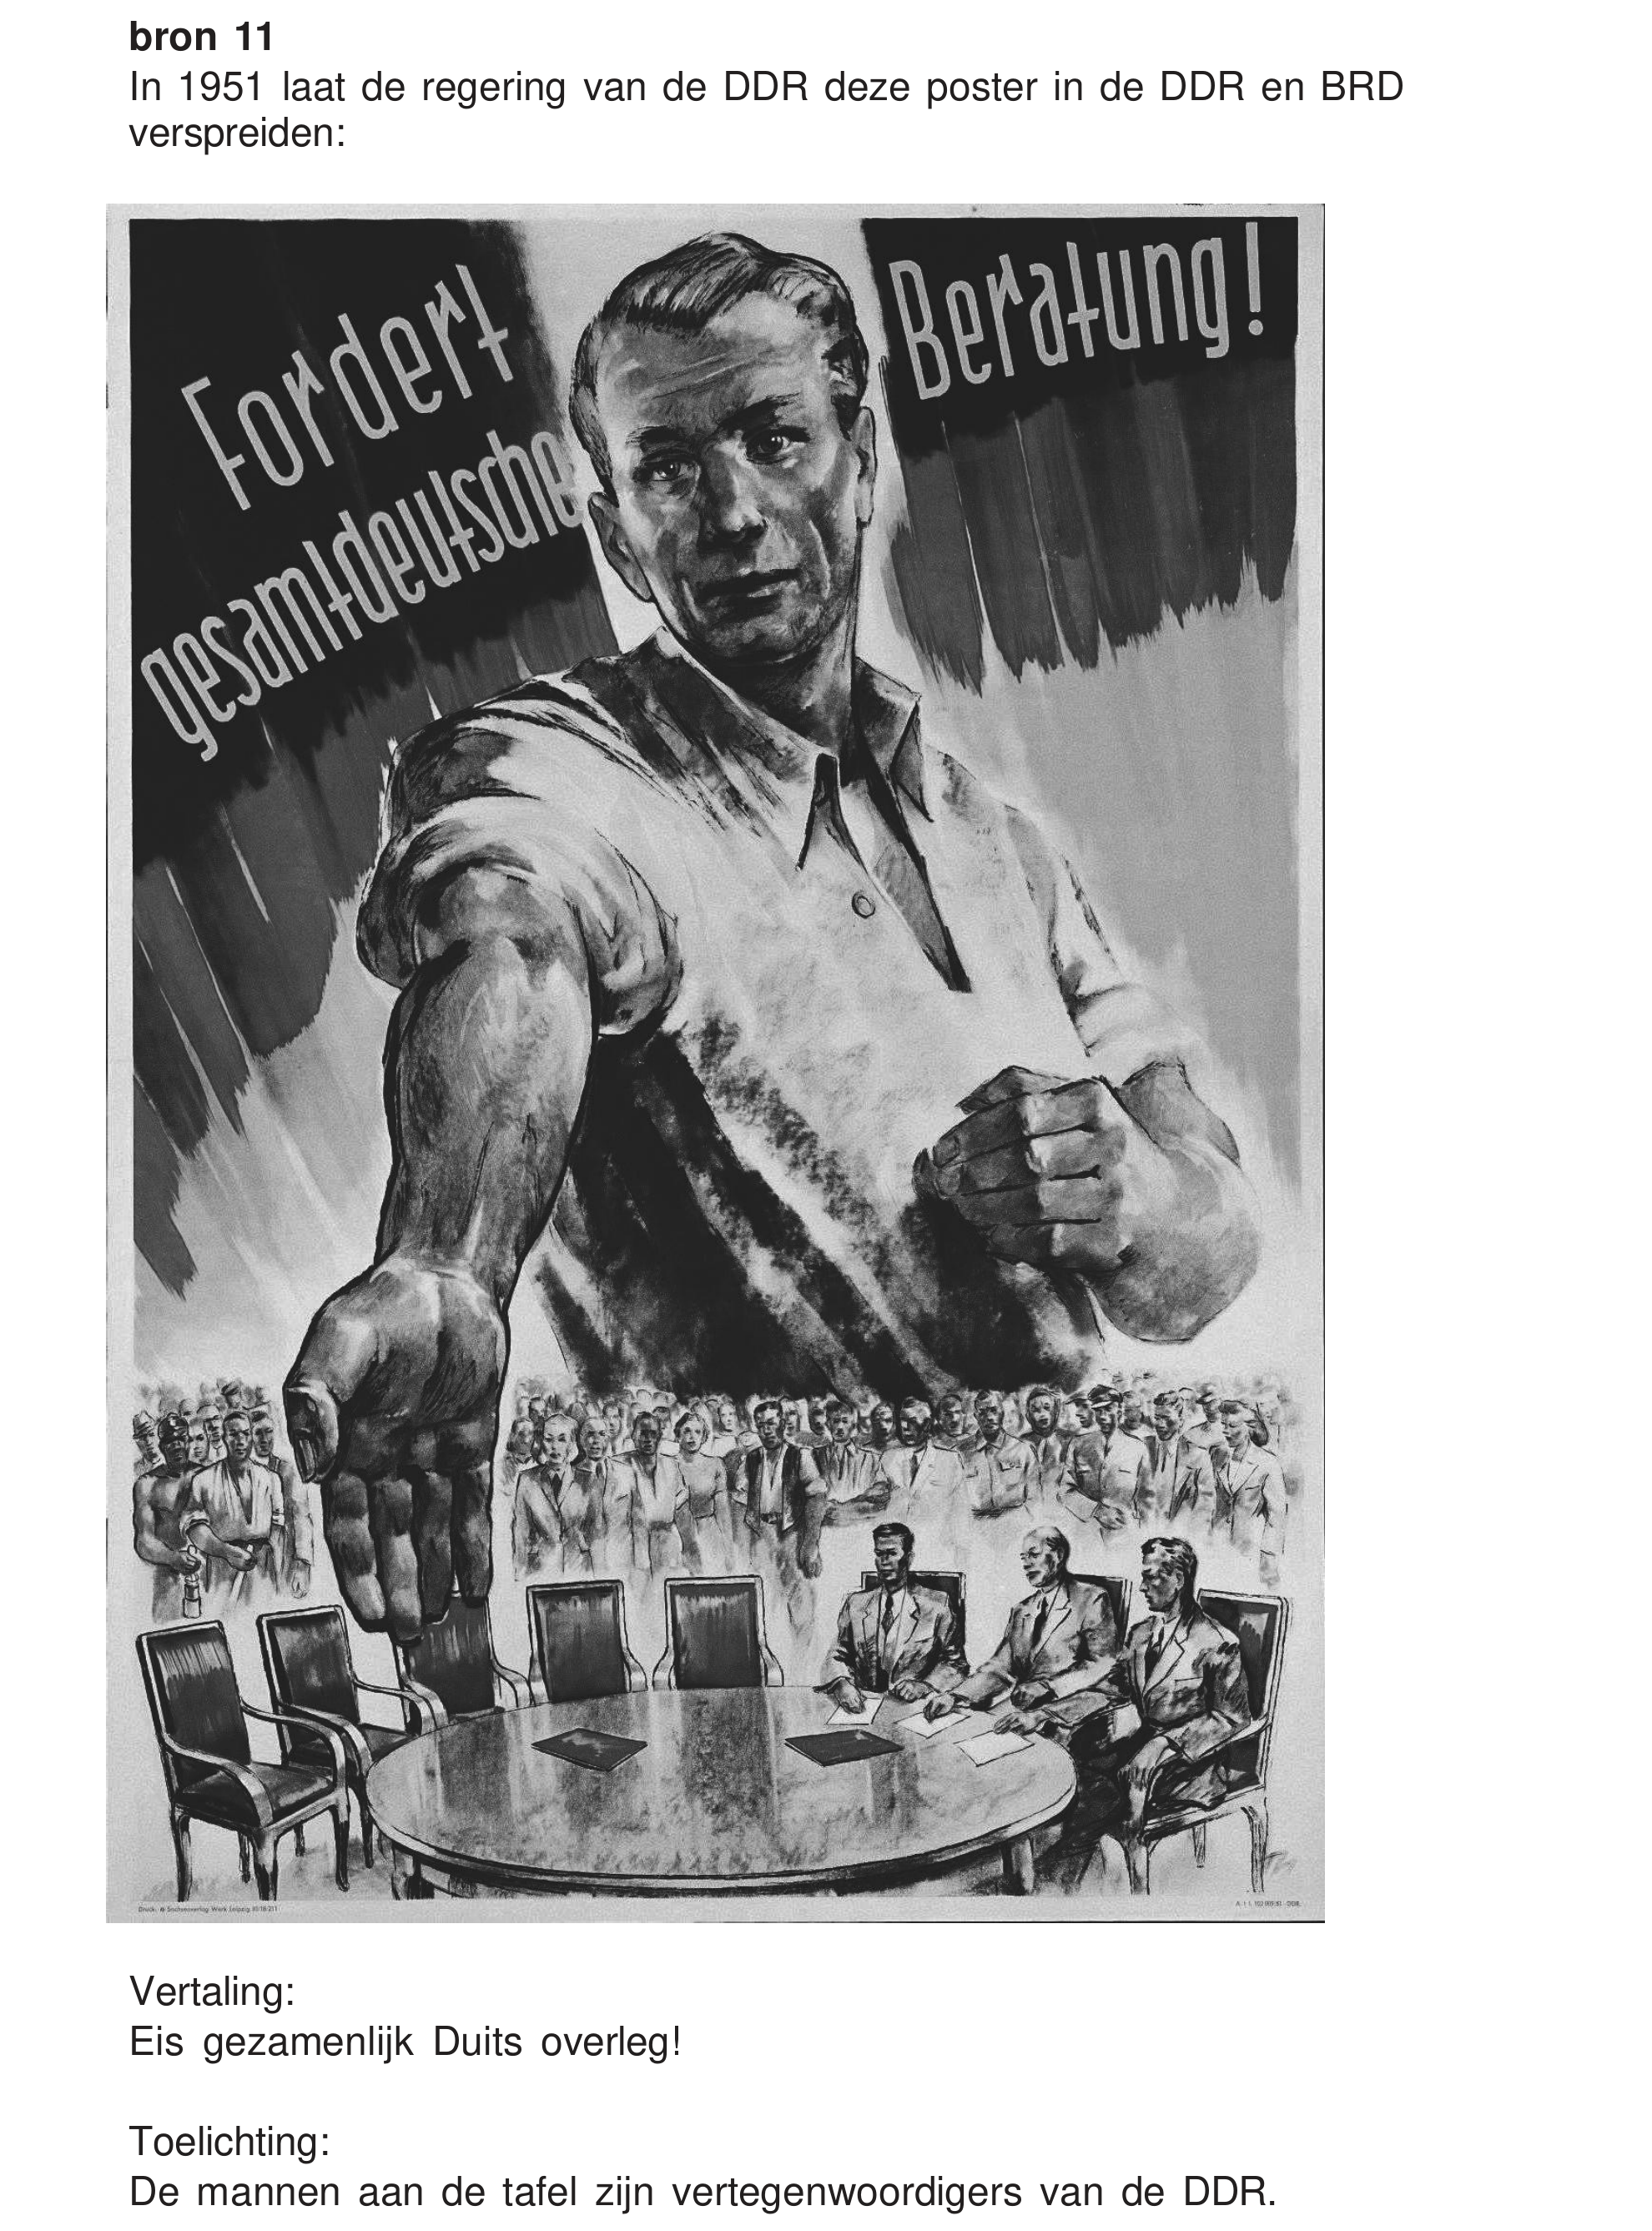 bron 11
In 1951 laat de regering van de DDR deze poster in de DDR en BRD
verspreiden:
Fordert
gesamtdeutsche
Beratung!
Vertaling:
Eis gezamenlijk Duits overleg!
Toelichting:
De mannen aan de tafel zijn vertegenwoordigers van de DDR.